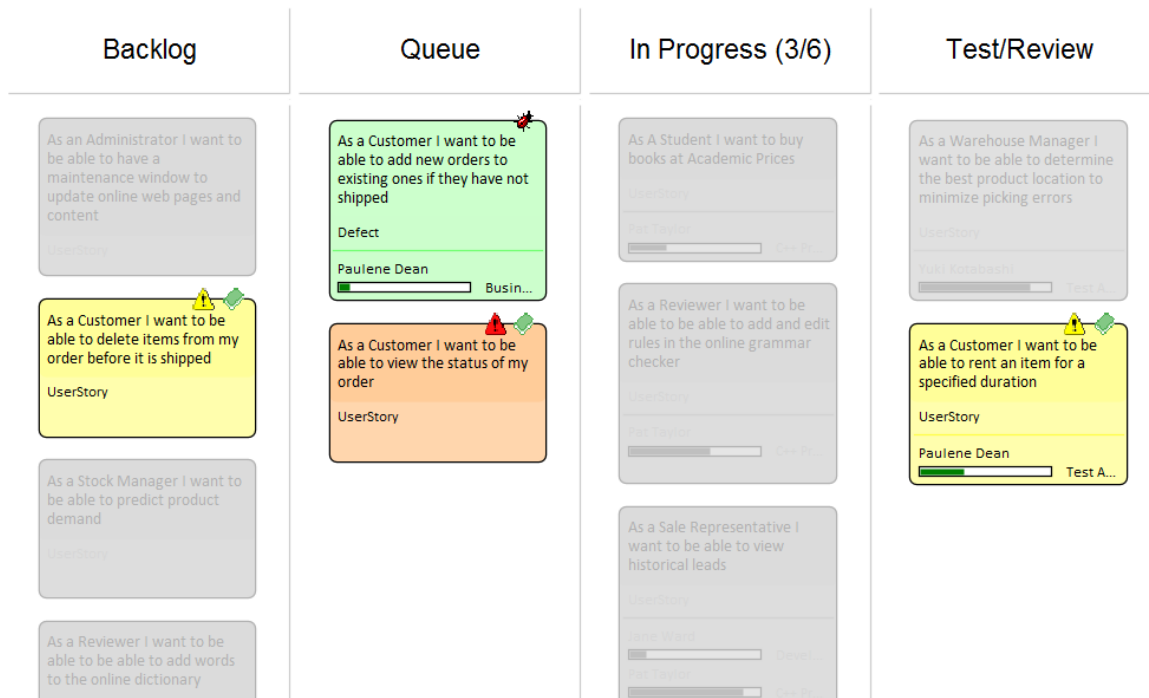 Backlog
Queue
In Progress (3/6)
Test/Review
As an Administrator I want to
be able to have a
maintenance window to
update online web pages and
content
UserStory
As a Customer I want to be
able to delete items from my
order before it is shipped
UserStory
As a Stock Manager I want to
be able to predict product
demand
UserStory
As a Reviewer I want to be
able to be able to add words
to the online dictionary
As a Customer I want to be
able to add new orders to
existing ones if they have not
shipped
Defect
Paulene Dean
Busin...
As a Customer I want to be
able to view the status of my
order
UserStory
As A Student I want to buy
books at Academic Prices
UserStory
Pat Taylor
C++ Pr...
As a Reviewer I want to be
able to be able to add and edit
rules in the online grammar
checker
UserStory
Pat Taylor
C++ Pr...
As a Sale Representative I
want to be able to view
historical leads
UserStory
Jane Ward
Devel...
Pat Taylor
C++ Pr...
As a Warehouse Manager I
want to be able to determine
the best product location to
minimize picking errors
UserStory
Yuki Kotabashi
Test A...
As a Customer I want to be
able to rent an item for a
specified duration
UserStory
Paulene Dean
Test A...